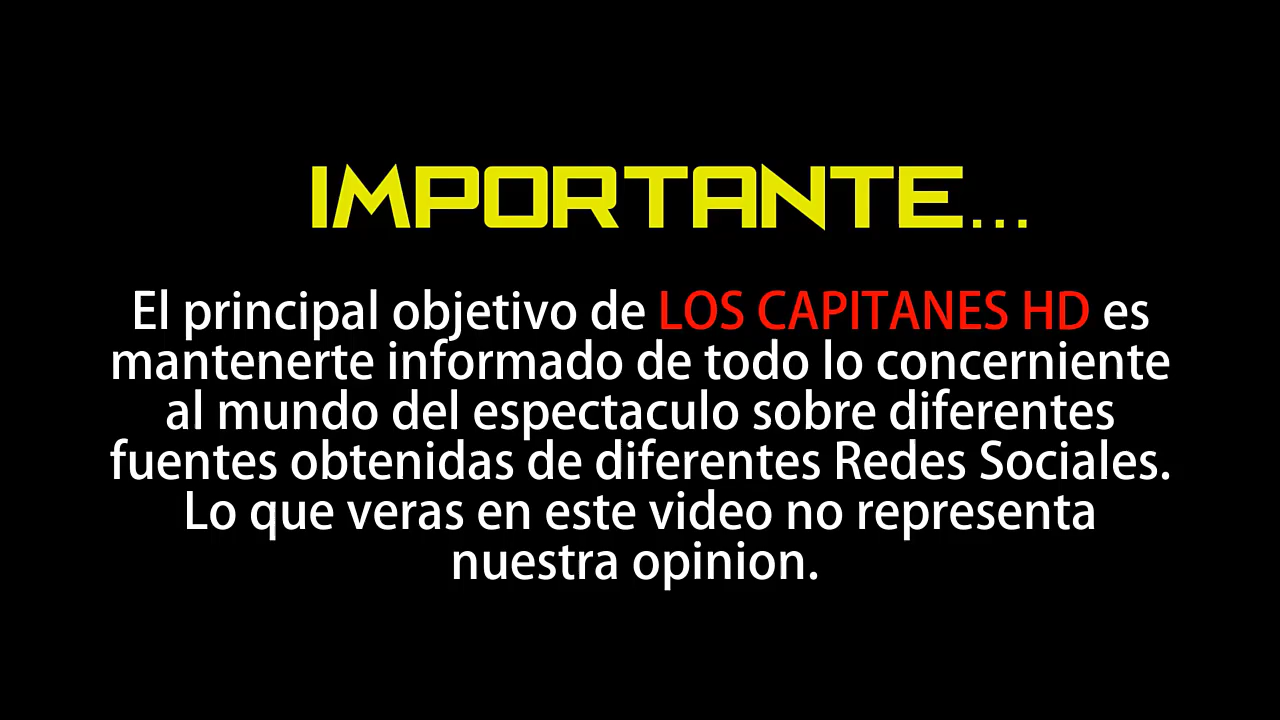 IMPORTANTE...
El principal objetivo de LOS CAPITANES HD es
mantenerte informado de todo lo concerniente
al mundo del espectaculo sobre diferentes
fuentes obtenidas de diferentes Redes Sociales.
Lo que veras en este video no representa
nuestra opinion.